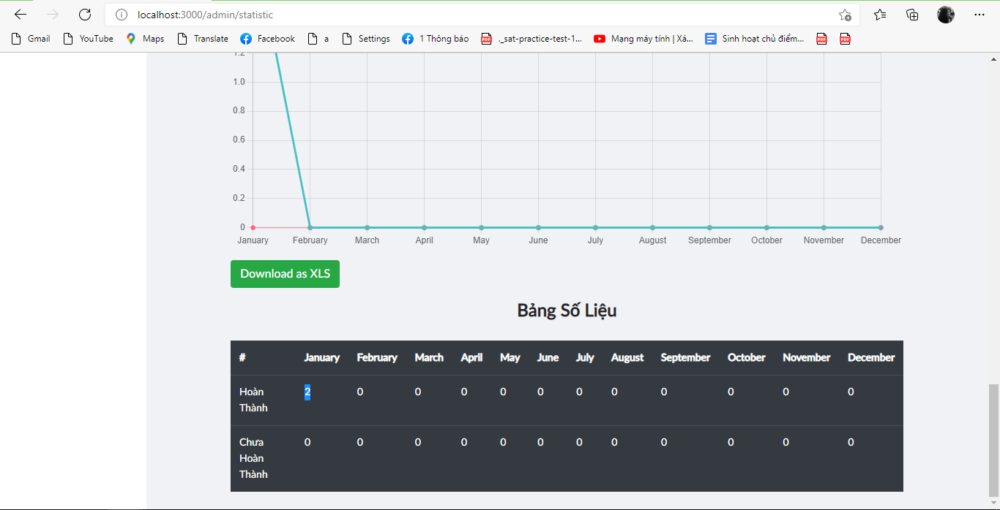 localhost:3000/admin/statistic
Gmail YouTube Maps Translate Facebook a Settings 1 Thông báo ._sat-practice-test-1... Mạng máy tính | Xá... Sinh hoạt chủ điểm...
1.2
1.0
0.8
0.6
0.4
0.2
0
January February March April May June July August September October November December
Download as XLS
Bảng Số Liệu
# January February March April May June July August September October November December
Hoàn 2 0 0 0 0 0 0 0 0 0 0 0
Thành
Chưa 0 0 0 0 0 0 0 0 0 0 0 0
Hoàn
Thành